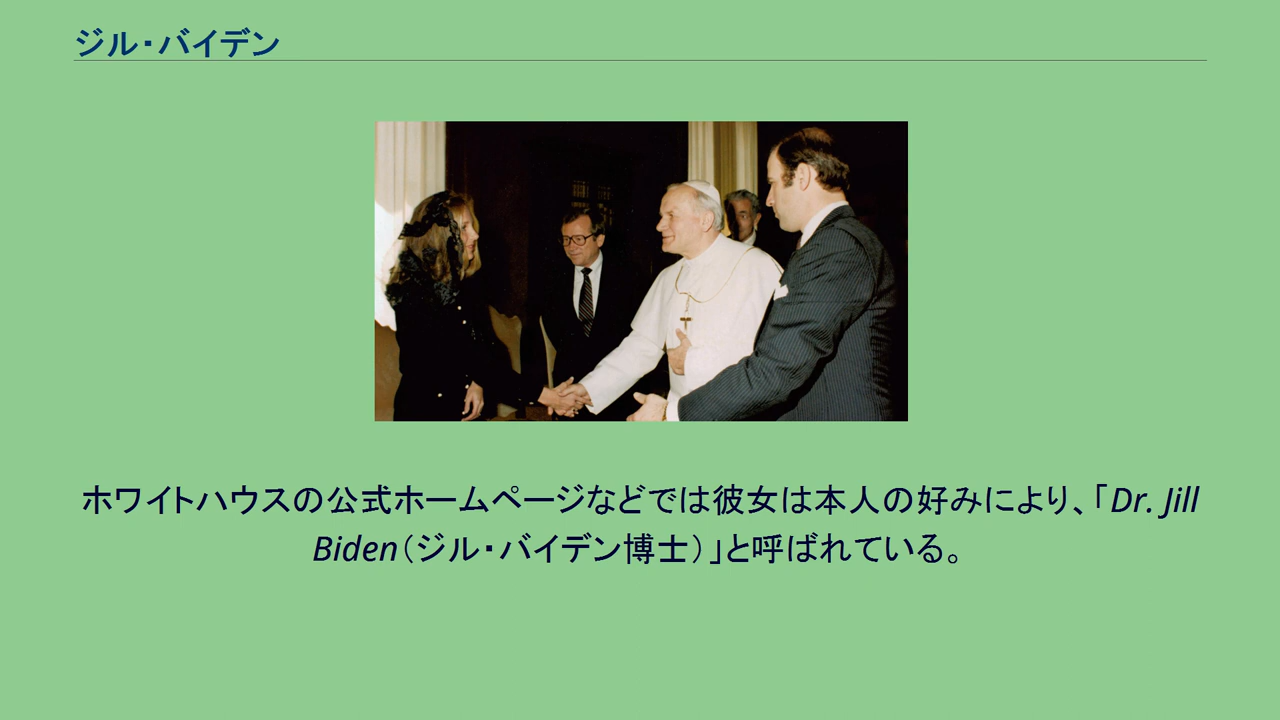 ジル・バイデン
ホワイトハウスの公式ホームページなどでは彼女は本人の好みにより、「Dr. Jill
Biden（ジル・バイデン博士）」と呼ばれている。